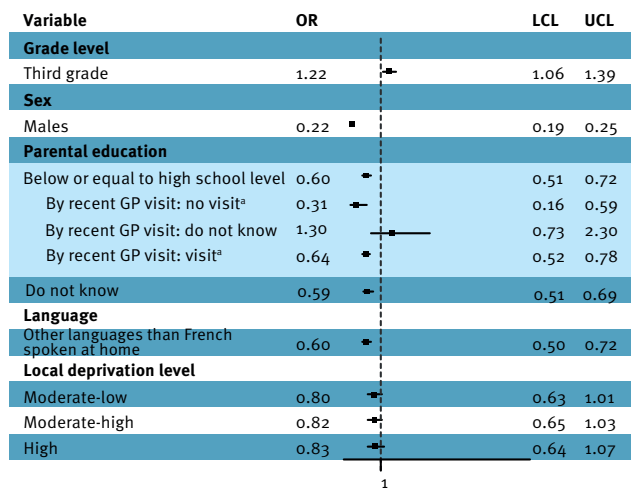 Variable OR LCL UCL
Grade level
Third grade 1.22 1.06 1.39
Sex
Males 0.22 0.19 0.25
Parental education
Below or equal to high school level 0.60 0.51 0.72
By recent GP visit: no visitᵃ 0.31 0.16 0.59
By recent GP visit: do not know 1.30 0.73 2.30
By recent GP visit: visitᵃ 0.64 0.52 0.78
Do not know 0.59 0.51 0.69
Language
Other languages than French
spoken at home 0.60 0.50 0.72
Local deprivation level
Moderate-low 0.80 0.63 1.01
Moderate-high 0.82 0.65 1.03
High 0.83 0.64 1.07
1